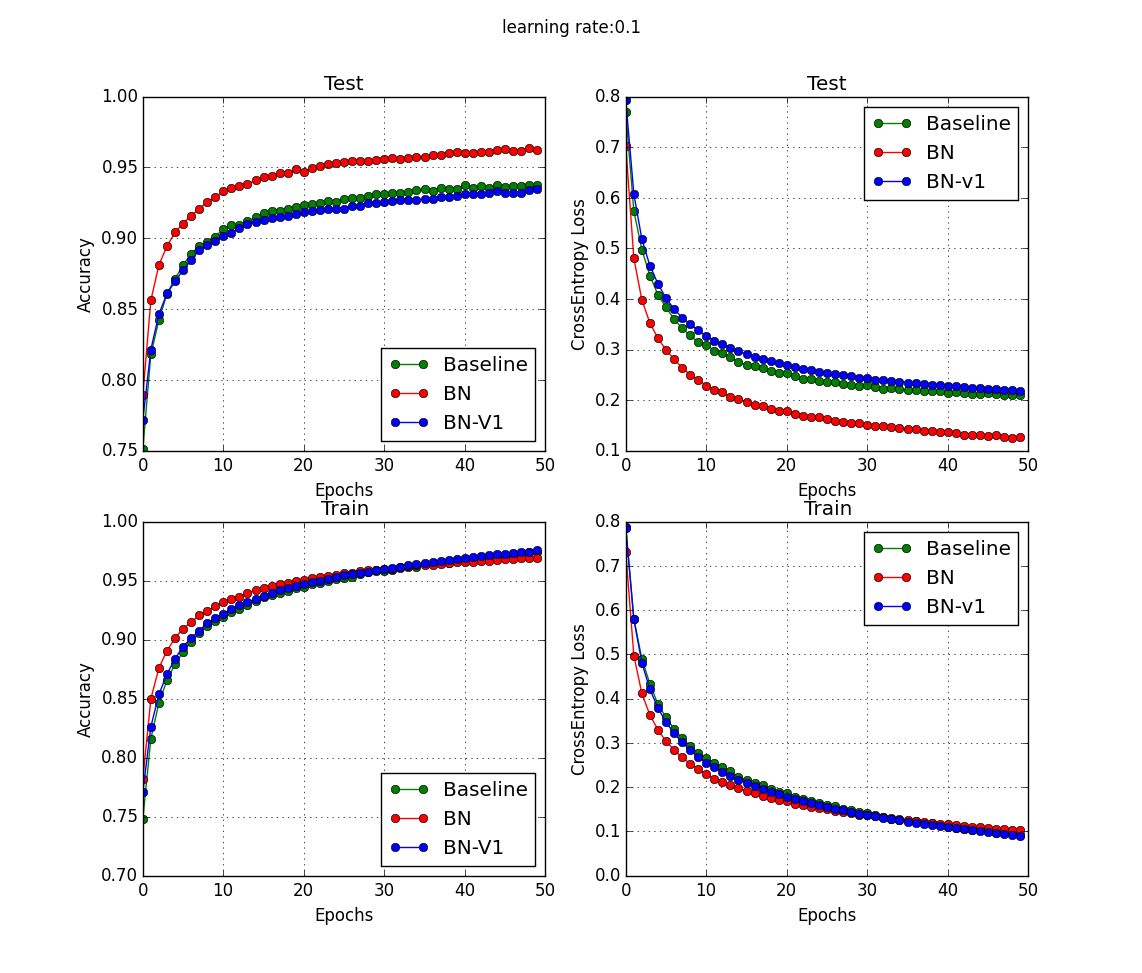 learning rate:0.1
Test
1.00
0.95
0.90
0.85
0.80
0.75
Accuracy
Baseline
BN
BN-V1
0 10 20 30 40 50
Epochs
Test
0.8
0.7
0.6
0.5
0.4
0.3
0.2
0.1
CrossEntropy Loss
Baseline
BN
BN-v1
0 10 20 30 40 50
Epochs
Train
1.00
0.95
0.90
0.85
0.80
0.75
0.70
Accuracy
Baseline
BN
BN-V1
0 10 20 30 40 50
Epochs
Train
0.8
0.7
0.6
0.5
0.4
0.3
0.2
0.1
0.0
CrossEntropy Loss
Baseline
BN
BN-v1
0 10 20 30 40 50
Epochs